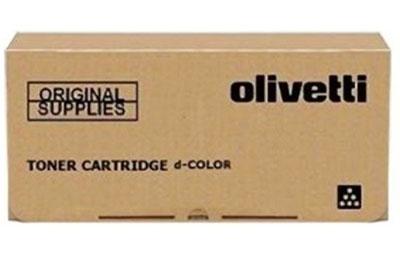 ORIGINAL
SUPPLIES
olivetti
TONER CARTRIDGE d-COLOR